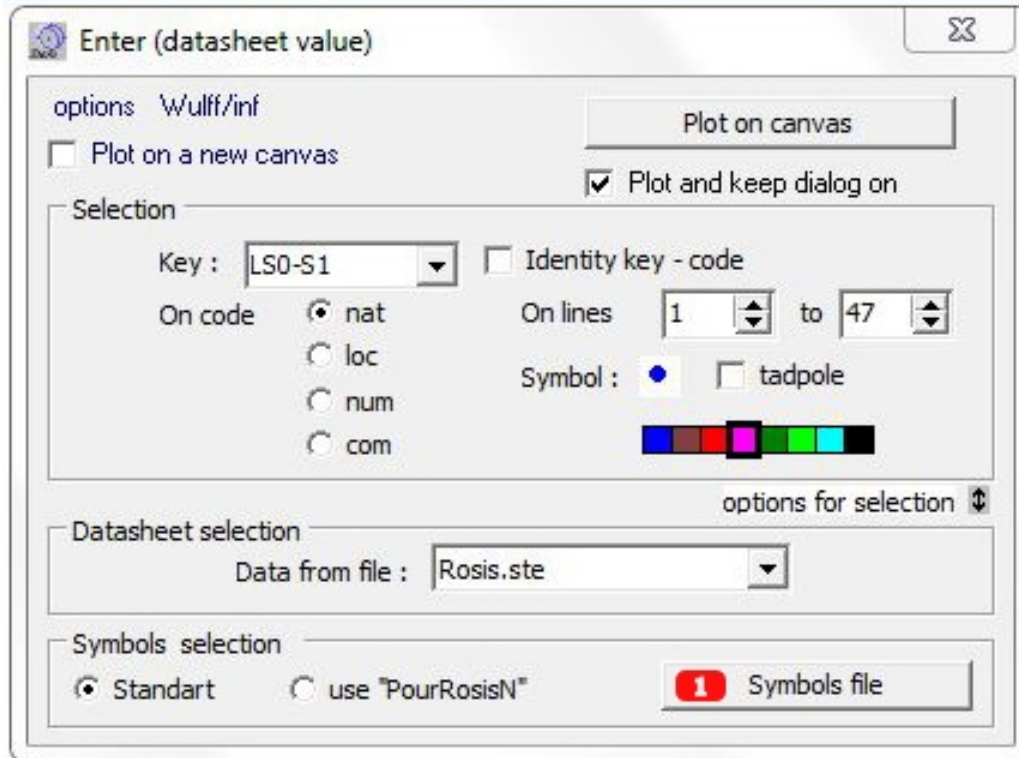 Enter (datasheet value)
options Wulff/inf
Plot on canvas
Plot on a new canvas
Plot and keep dialog on
Selection
Key : LS0-S1
Identity key - code
On code nat
On lines 1 to 47
loc
Symbol : tadpole
num
com
options for selection
Datasheet selection
Data from file : Rosis.ste
Symbols selection
Standart
use "PourRosisN"
1 Symbols file